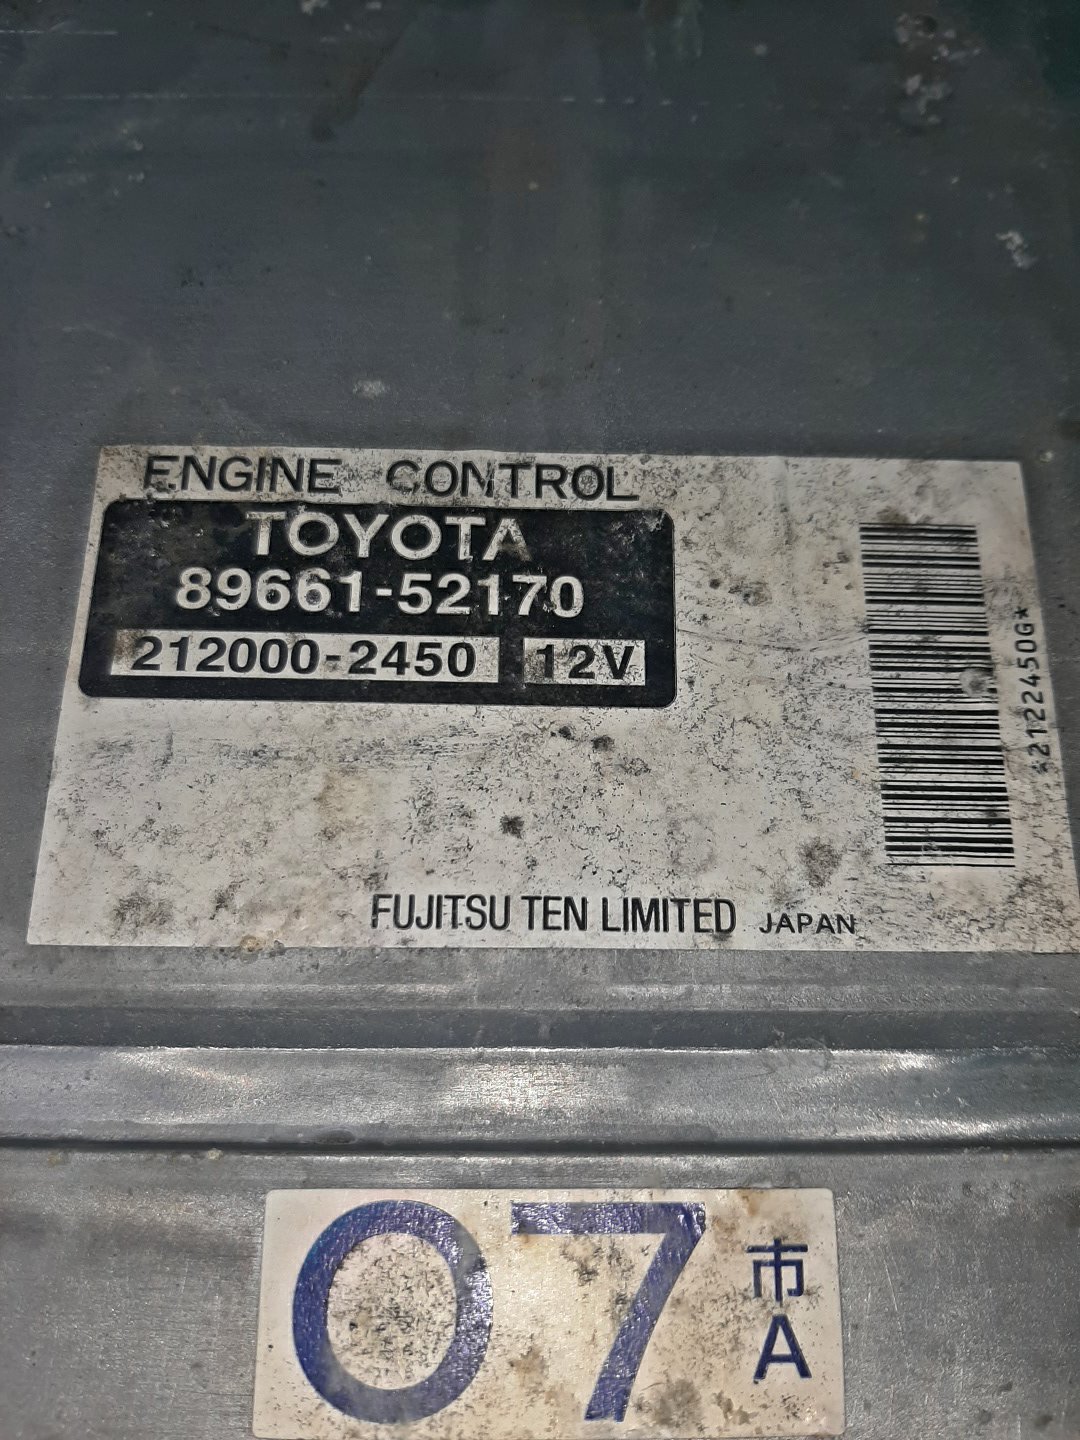 ENGINE CONTROL
TOYOTA
89661-52170
212000-2450 12V
*2122450G*
FUJITSU TEN LIMITED JAPAN
07 市
A